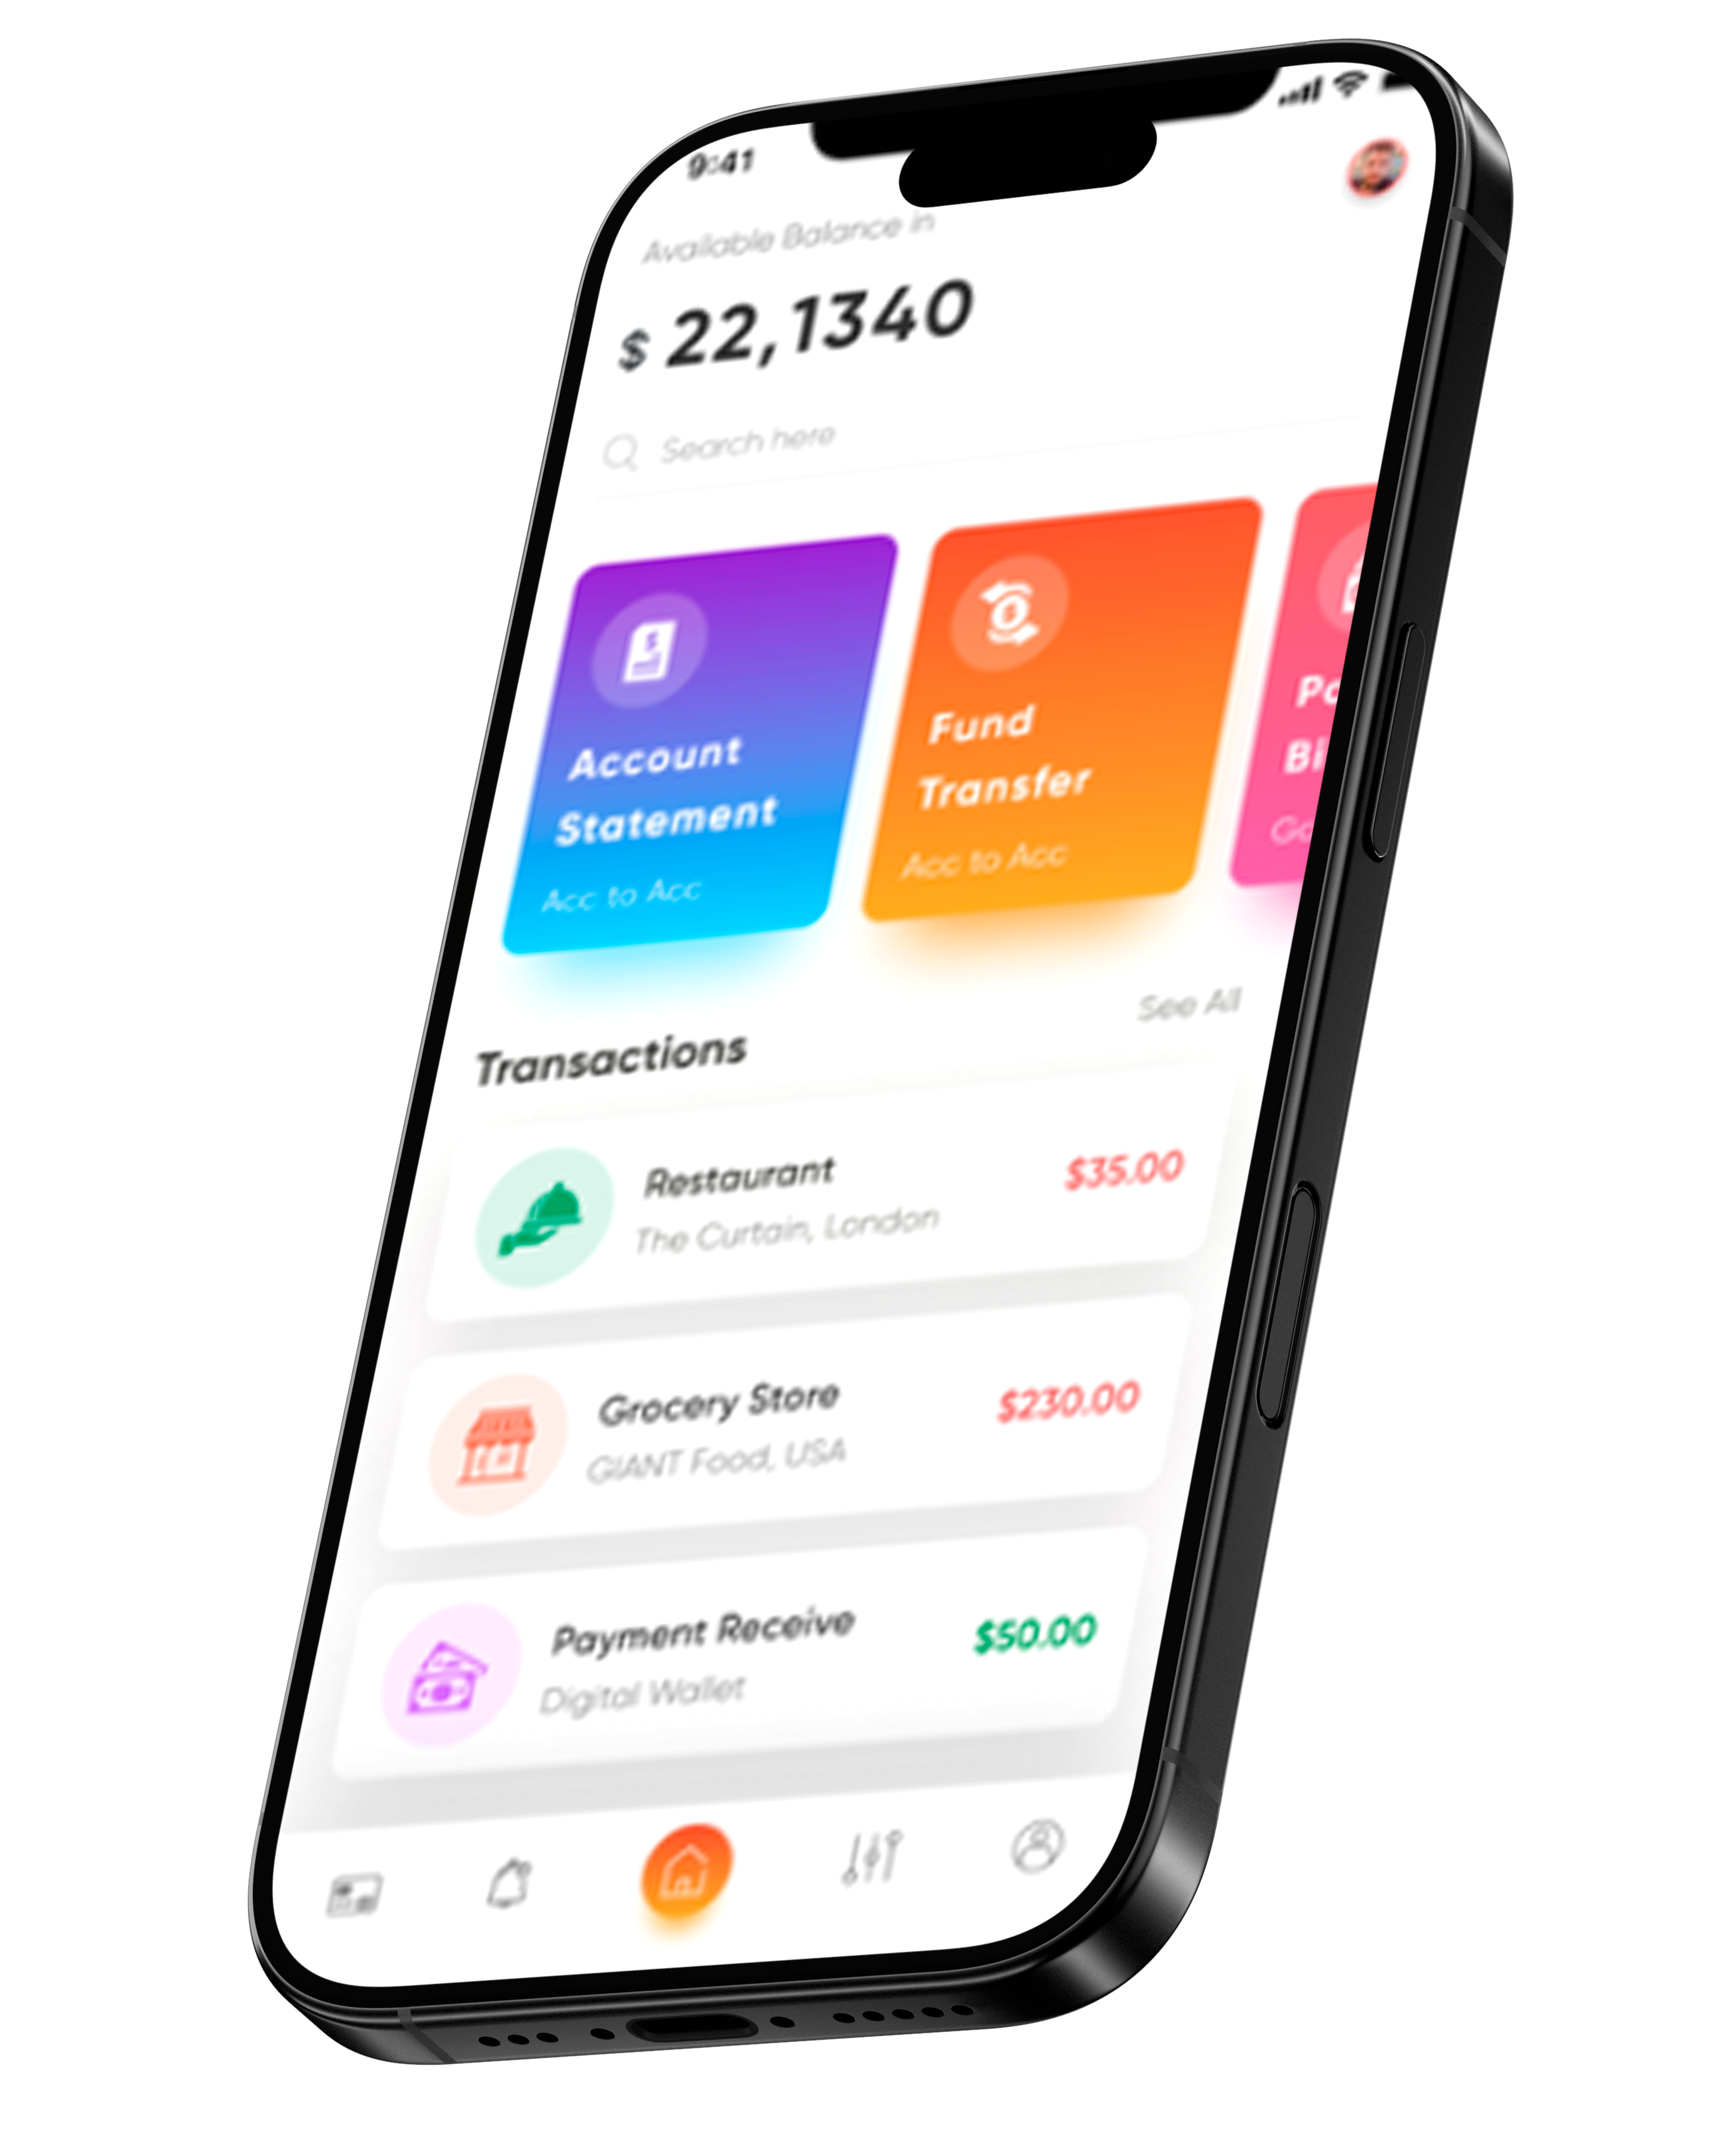 9:41
Available Balance in
$ 22,1340
Search here
Account
Statement
Acc to Acc
Fund
Transfer
Acc to Acc
Pa
Bi
Transactions
See All
Restaurant
The Curtain, London
$35.00
Grocery Store
GIANT Food, USA
$230.00
Payment Receive
Digital Wallet
$50.00